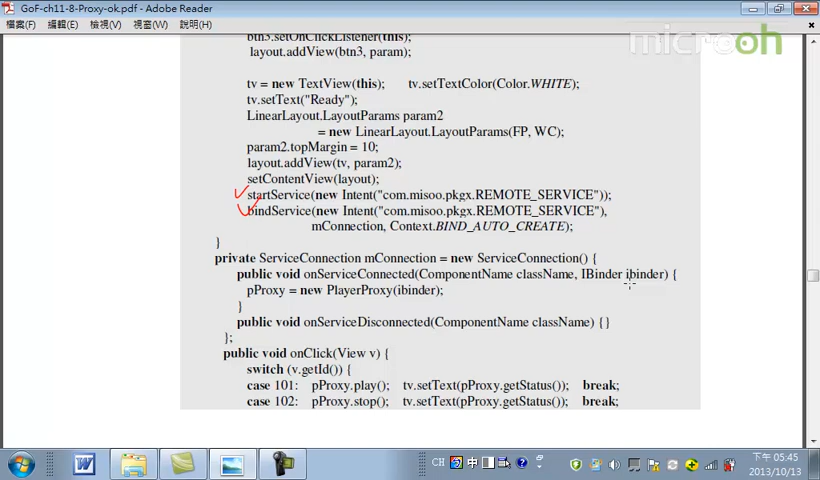 GoF-ch11-8-Proxy-ok.pdf - Adobe Reader
檔案(F) 編輯(E) 檢視(V) 視窗(W) 說明(H)
microoh
btn3.setOnClickListener(this);
layout.addView(btn3, param);
tv = new TextView(this); tv.setTextColor(Color.WHITE);
tv.setText("Ready");
LinearLayout.LayoutParams param2
= new LinearLayout.LayoutParams(FP, WC);
param2.topMargin = 10;
layout.addView(tv, param2);
setContentView(layout);
startService(new Intent("com.misoo.pkgx.REMOTE_SERVICE"));
bindService(new Intent("com.misoo.pkgx.REMOTE_SERVICE"),
mConnection, Context.BIND_AUTO_CREATE);
}
private ServiceConnection mConnection = new ServiceConnection() {
public void onServiceConnected(ComponentName className, IBinder ibinder) {
pProxy = new PlayerProxy(ibinder);
}
public void onServiceDisconnected(ComponentName className) {}
};
public void onClick(View v) {
switch (v.getId()) {
case 101: pProxy.play(); tv.setText(pProxy.getStatus()); break;
case 102: pProxy.stop(); tv.setText(pProxy.getStatus()); break;
CH 中
下午 05:45
2013/10/13